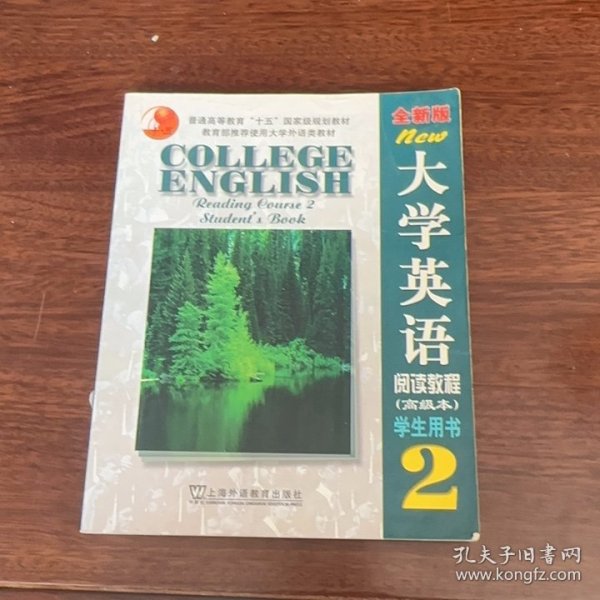 普通高等教育“十五”国家级规划教材
教育部推荐使用大学外语类教材
COLLEGE
ENGLISH
Reading Course 2
Student's Book
全新版
New
大学英语
阅读教程
(高级本)
学生用书
2
上海外语教育出版社
孔夫子旧书网
www.kongfz.com